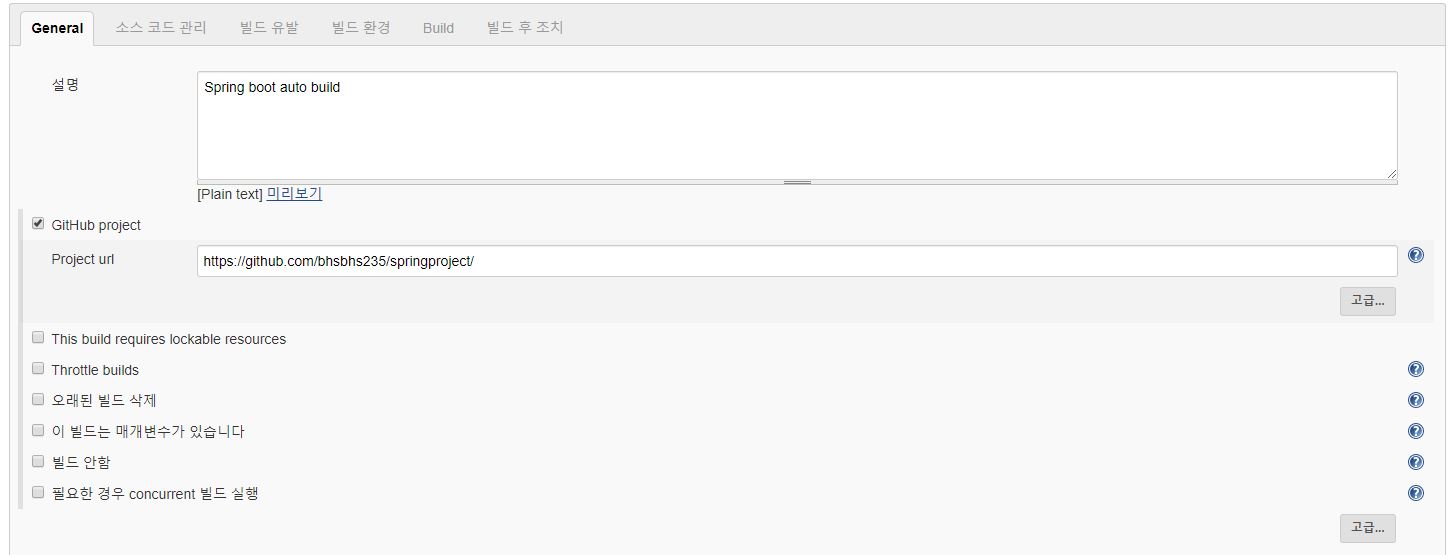 General 소스 코드 관리 빌드 유발 빌드 환경 Build 빌드 후 조치
설명 Spring boot auto build
[Plain text] 미리보기
GitHub project
Project url https://github.com/bhsbhs235/springproject/
고급...
This build requires lockable resources
Throttle builds
오래된 빌드 삭제
이 빌드는 매개변수가 있습니다
빌드 안함
필요한 경우 concurrent 빌드 실행
고급...